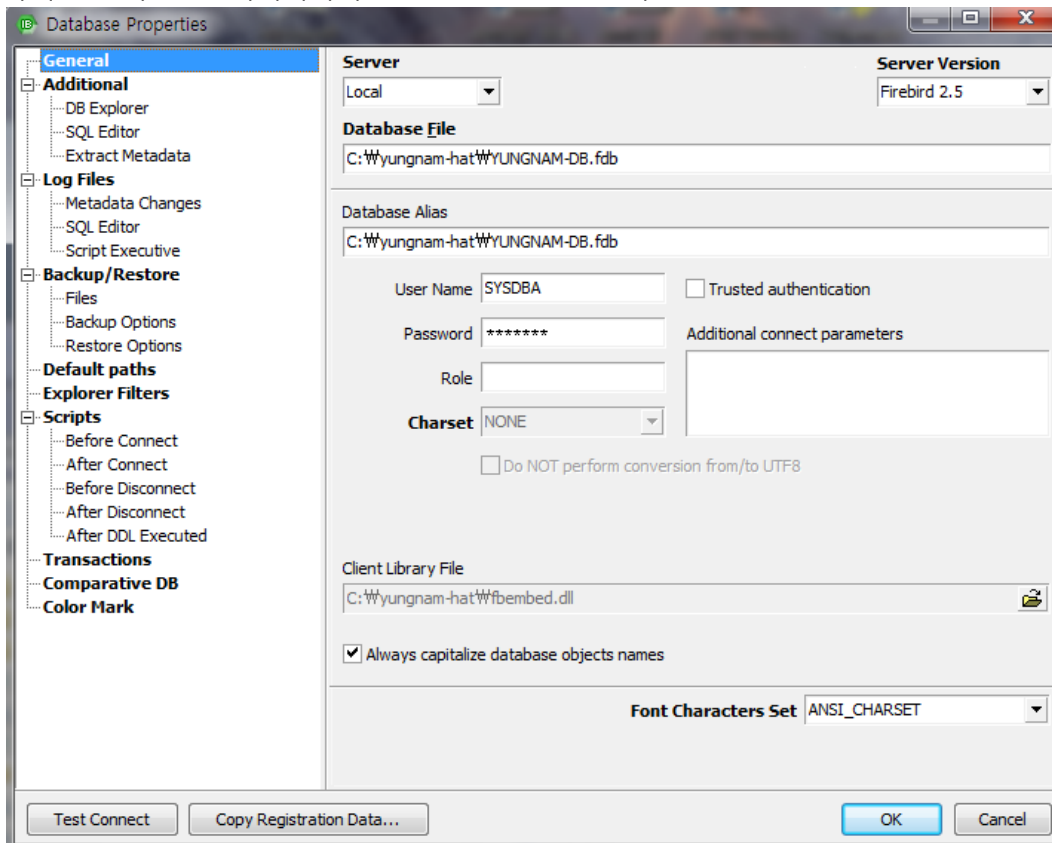 Database Properties
General
Additional
DB Explorer
SQL Editor
Extract Metadata
Log Files
Metadata Changes
SQL Editor
Script Executive
Backup/Restore
Files
Backup Options
Restore Options
Default paths
Explorer Filters
Scripts
Before Connect
After Connect
Before Disconnect
After Disconnect
After DDL Executed
Transactions
Comparative DB
Color Mark
Server Server Version
Local Firebird 2.5
Database File
C:₩yungnam-hat₩YUNGNAM-DB.fdb
Database Alias
C:₩yungnam-hat₩YUNGNAM-DB.fdb
User Name SYSDBA Trusted authentication
Password ******* Additional connect parameters
Role
Charset NONE
Do NOT perform conversion from/to UTF8
Client Library File
C:₩yungnam-hat₩fbembed.dll
Always capitalize database objects names
Font Characters Set ANSI_CHARSET
Test Connect Copy Registration Data... OK Cancel